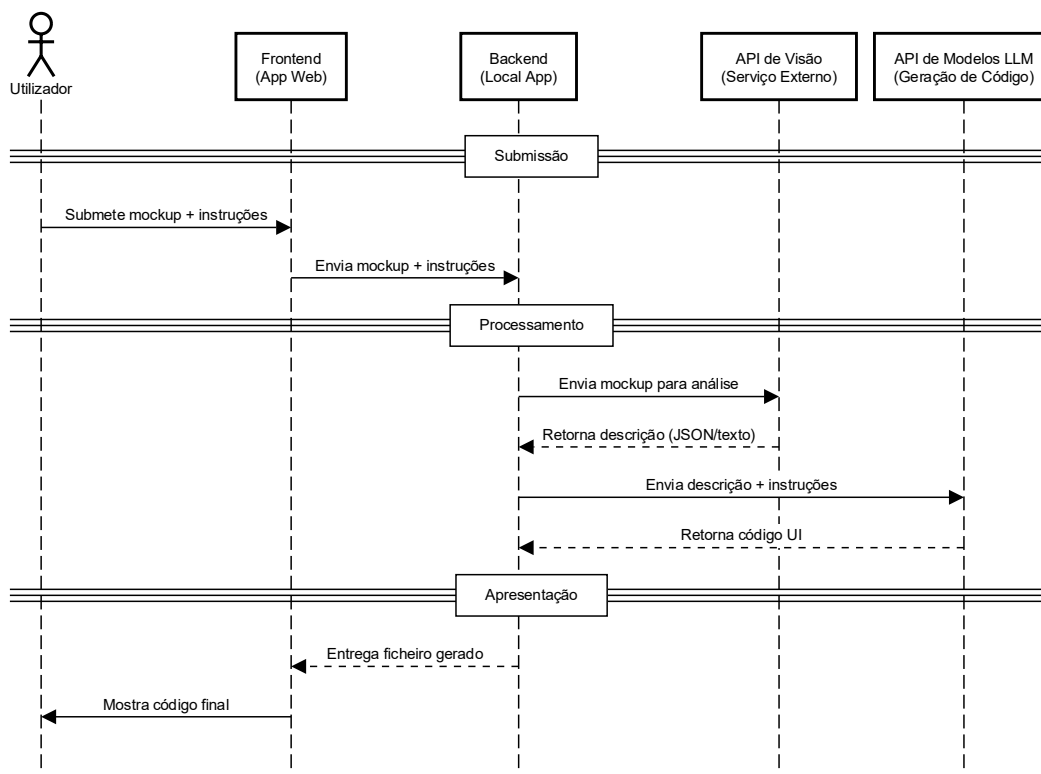 Utilizador
Frontend
(App Web)
Backend
(Local App)
API de Visão
(Serviço Externo)
API de Modelos LLM
(Geração de Código)
Submissão
Submete mockup + instruções
Envia mockup + instruções
Processamento
Envia mockup para análise
Retorna descrição (JSON/texto)
Envia descrição + instruções
Retorna código UI
Apresentação
Entrega ficheiro gerado
Mostra código final